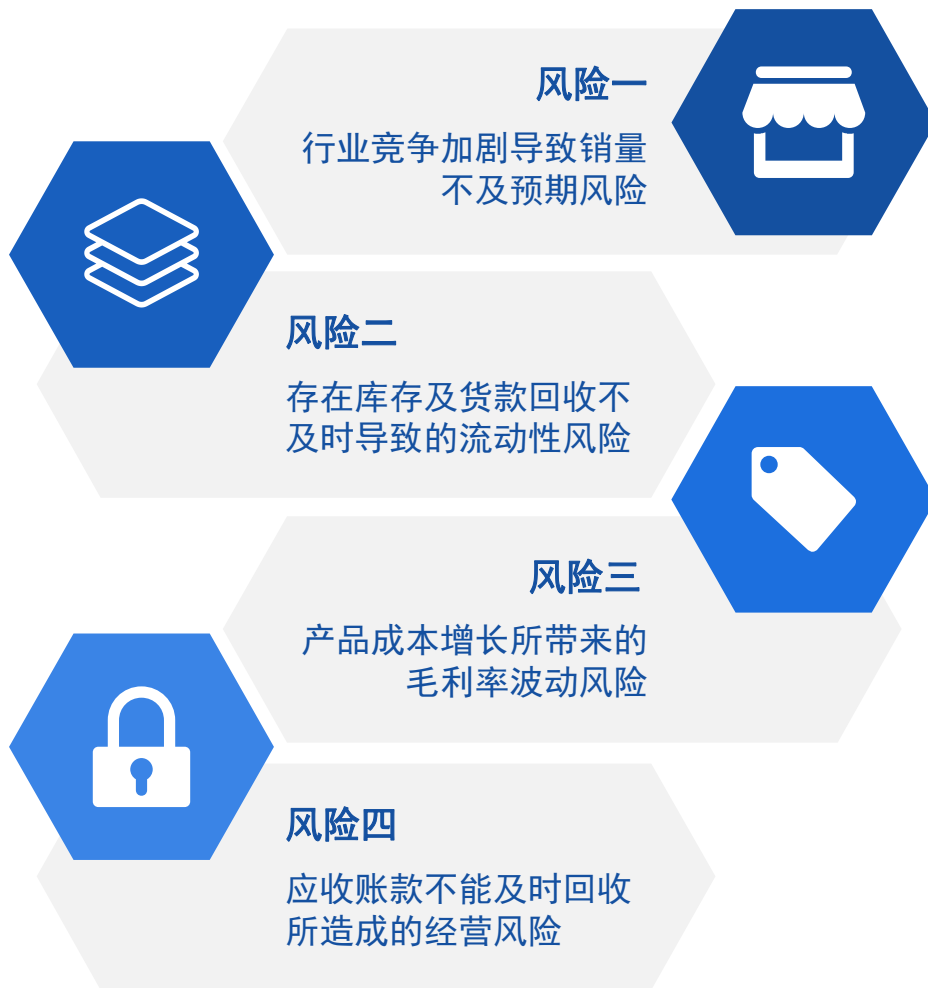 风险一
行业竞争加剧导致销量
不及预期风险
风险二
存在库存及货款回收不
及时导致的流动性风险
风险三
产品成本增长所带来的
毛利率波动风险
风险四
应收账款不能及时回收
所造成的经营风险